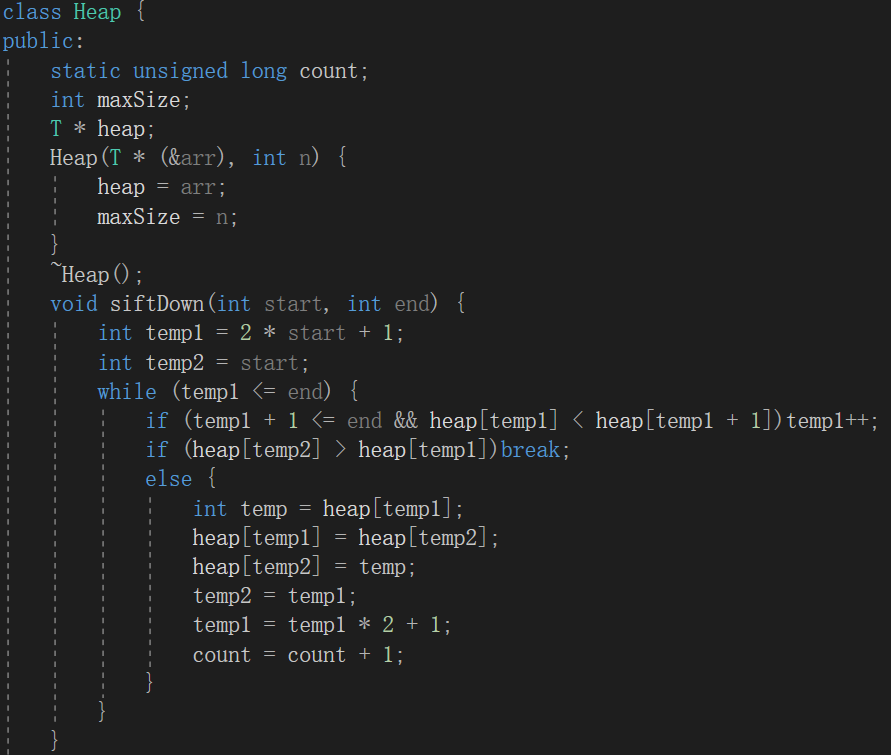 class Heap {
public:
    static unsigned long count;
    int maxSize;
    T * heap;
    Heap(T * (&arr), int n) {
        heap = arr;
        maxSize = n;
    }
    ~Heap();
    void siftDown(int start, int end) {
        int temp1 = 2 * start + 1;
        int temp2 = start;
        while (temp1 <= end) {
            if (temp1 + 1 <= end && heap[temp1] < heap[temp1 + 1])temp1++;
            if (heap[temp2] > heap[temp1])break;
            else {
                int temp = heap[temp1];
                heap[temp1] = heap[temp2];
                heap[temp2] = temp;
                temp2 = temp1;
                temp1 = temp1 * 2 + 1;
                count = count + 1;
            }
        }
    }